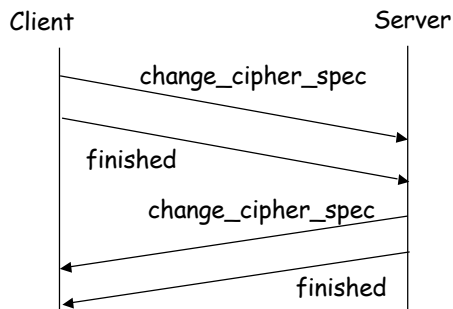 Client
Server
change_cipher_spec
finished
change_cipher_spec
finished